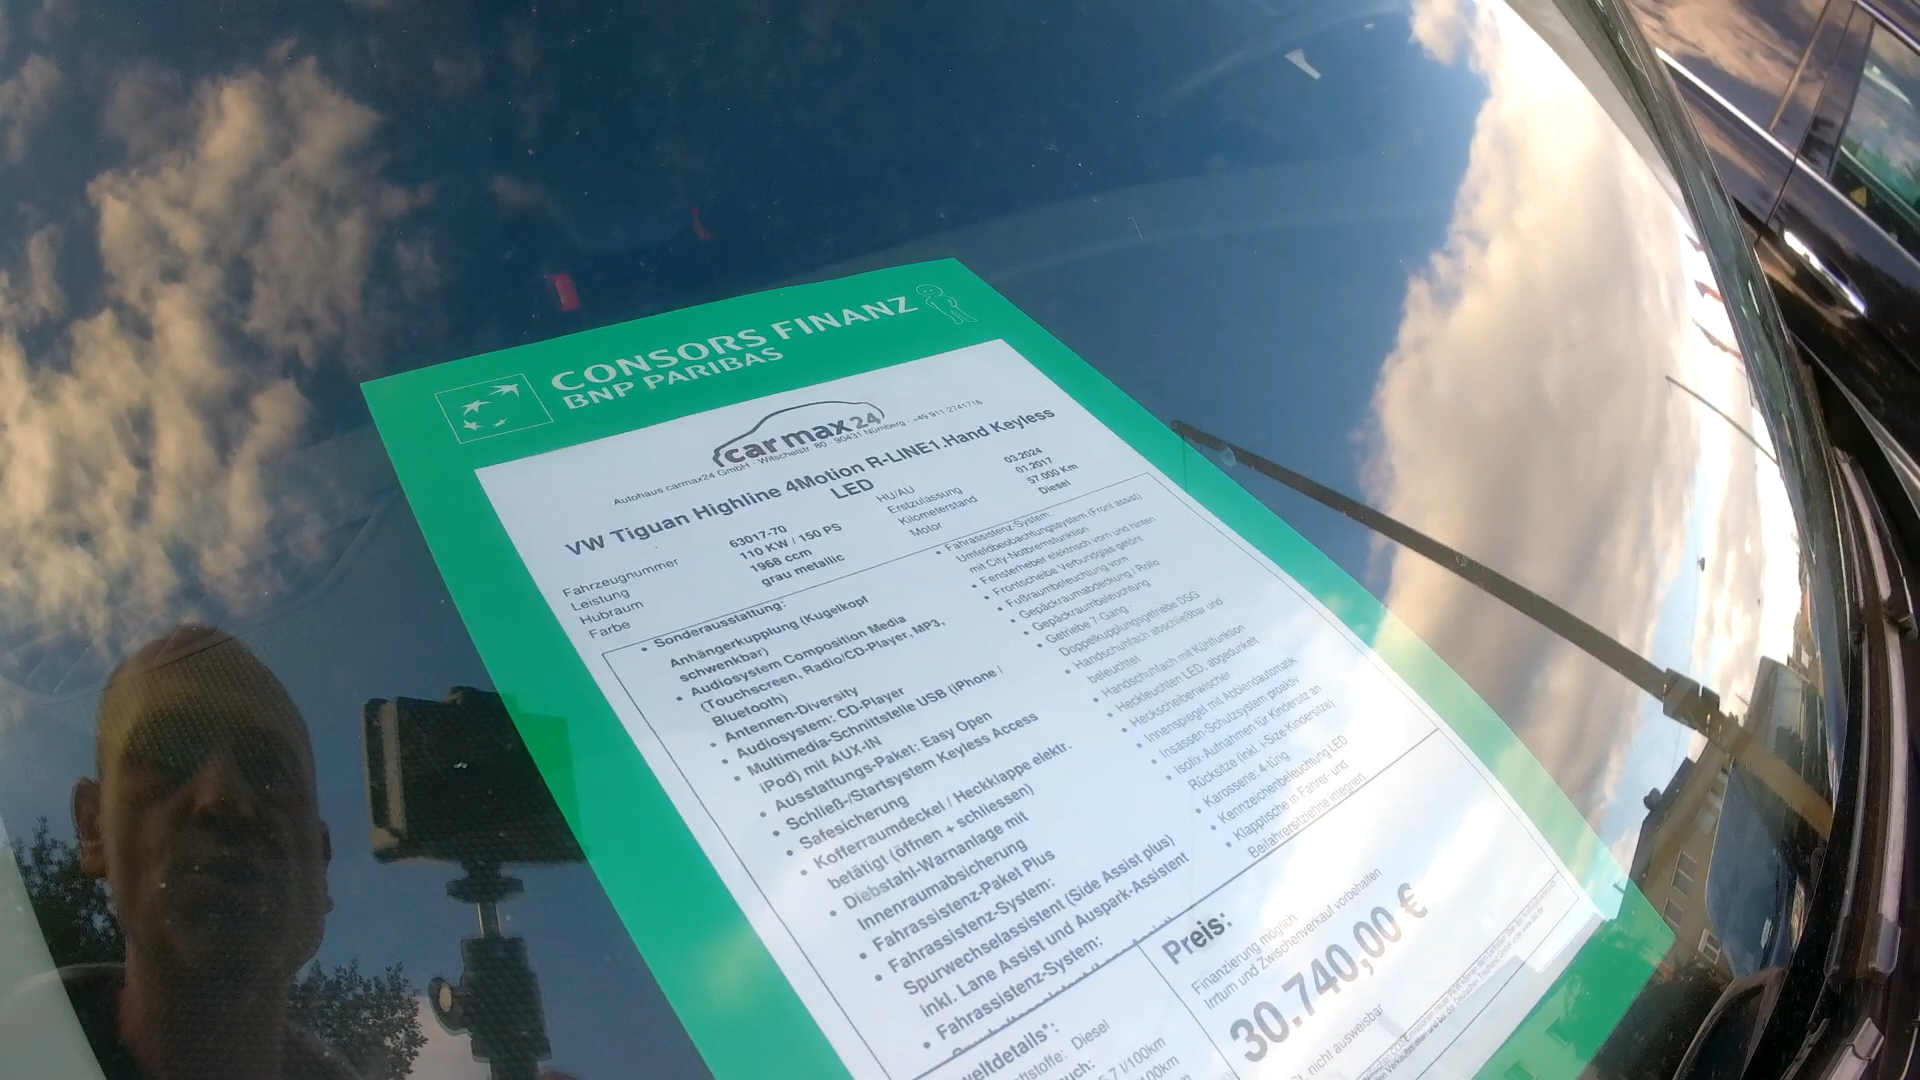 CONSORS FINANZ
BNP PARIBAS
carmax24
Autohaus carmax24 GmbH · Witschelstr. 80 · 90431 Nürnberg · +49 911-2741716
VW Tiguan Highline 4Motion R-LINE1.Hand Keyless
LED
Fahrzeugnummer 63017-70
Leistung 110 KW / 150 PS
Hubraum 1968 ccm
Farbe grau metallic
HU/AU 03.2024
Erstzulassung 01.2017
Kilometerstand 57.000 Km
Motor Diesel
• Sonderausstattung:
Anhängerkupplung (Kugelkopf
schwenkbar)
• Audiosystem Composition Media
(Touchscreen, Radio/CD-Player, MP3,
Bluetooth)
• Antennen-Diversity
• Audiosystem: CD-Player
• Multimedia-Schnittstelle USB (iPhone /
iPod) mit AUX-IN
• Ausstattungs-Paket: Easy Open
• Schließ-/Startsystem Keyless Access
• Safesicherung
• Kofferraumdeckel / Heckklappe elektr.
betätigt (öffnen + schliessen)
• Diebstahl-Warnanlage mit
Innenraumabsicherung
• Fahrassistenz-Paket Plus
• Fahrassistenz-System:
Spurwechselassistent (Side Assist plus)
inkl. Lane Assist und Auspark-Assistent
• Fahrassistenz-System:
• Fahrassistenz-System:
Umfeldbeobachtungssystem (Front assist)
mit City Notbremsfunktion
• Fensterheber elektrisch vorn und hinten
• Frontscheibe Verbundglas getönt
• Fußraumbeleuchtung vorn
• Gepäckraumabdeckung / Rollo
• Gepäckraumbeleuchtung
• Getriebe 7-Gang -
Doppelkupplungsgetriebe DSG
• Handschuhfach abschließbar und
beleuchtet
• Handschuhfach mit Kühlfunktion
• Heckleuchten LED, abgedunkelt
• Heckscheibenwischer
• Innenspiegel mit Abblendautomatik
• Insassen-Schutzsystem proaktiv
• Isofix-Aufnahmen für Kindersitz an
Rücksitze (inkl. i-Size-Kindersitze)
• Karosserie: 4-türig
• Kennzeichenbeleuchtung LED
• Klapptische in Fahrer- und
Beifahrersitzlehne integriert
Preis:
Finanzierung möglich
Irrtum und Zwischenverkauf vorbehalten
30.740,00 €
nicht ausweisbar
weltdetails*:
ftstoffe: Diesel
uch:
l/100km